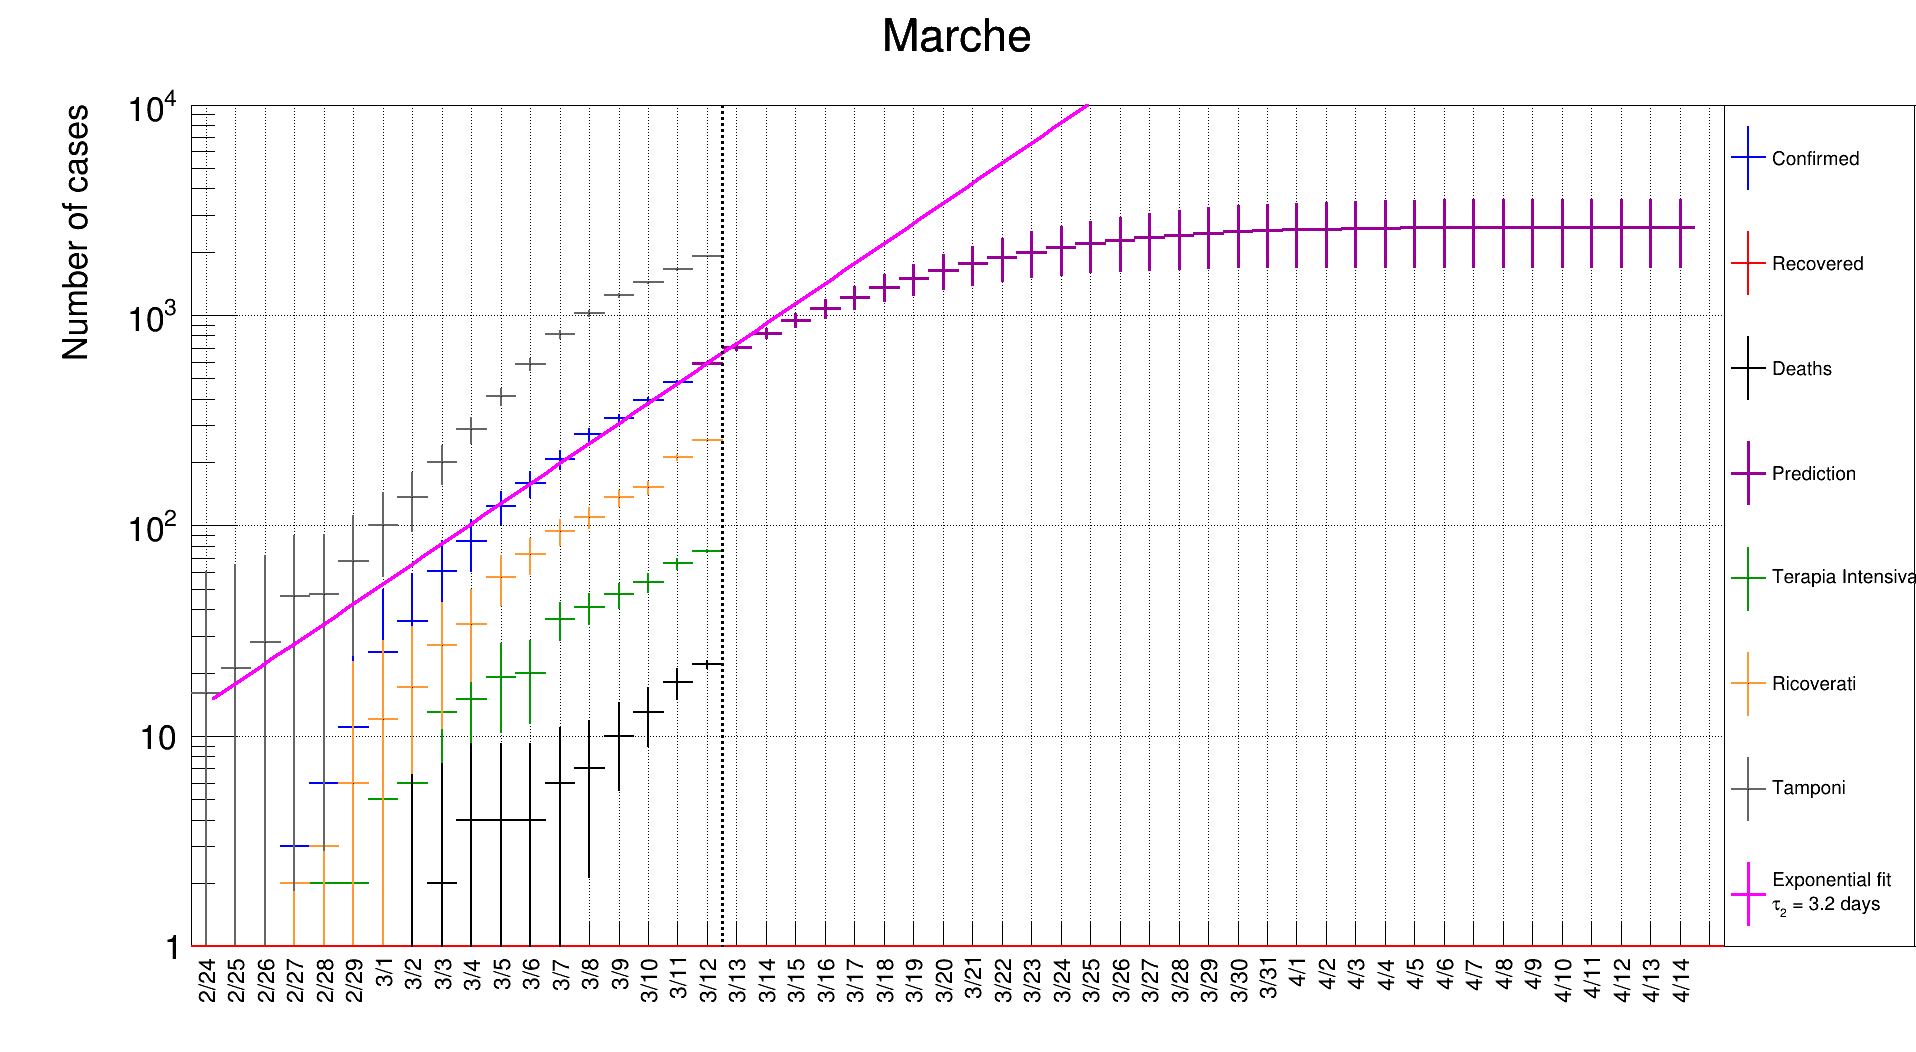 Marche
Number of cases
10^4
10^3
10^2
10
1
2/24 2/25 2/26 2/27 2/28 2/29 3/1 3/2 3/3 3/4 3/5 3/6 3/7 3/8 3/9 3/10 3/11 3/12 3/13 3/14 3/15 3/16 3/17 3/18 3/19 3/20 3/21 3/22 3/23 3/24 3/25 3/26 3/27 3/28 3/29 3/30 3/31 4/1 4/2 4/3 4/4 4/5 4/6 4/7 4/8 4/9 4/10 4/11 4/12 4/13 4/14
Confirmed
Recovered
Deaths
Prediction
Terapia Intensiva
Ricoverati
Tamponi
Exponential fit
τ₂ = 3.2 days